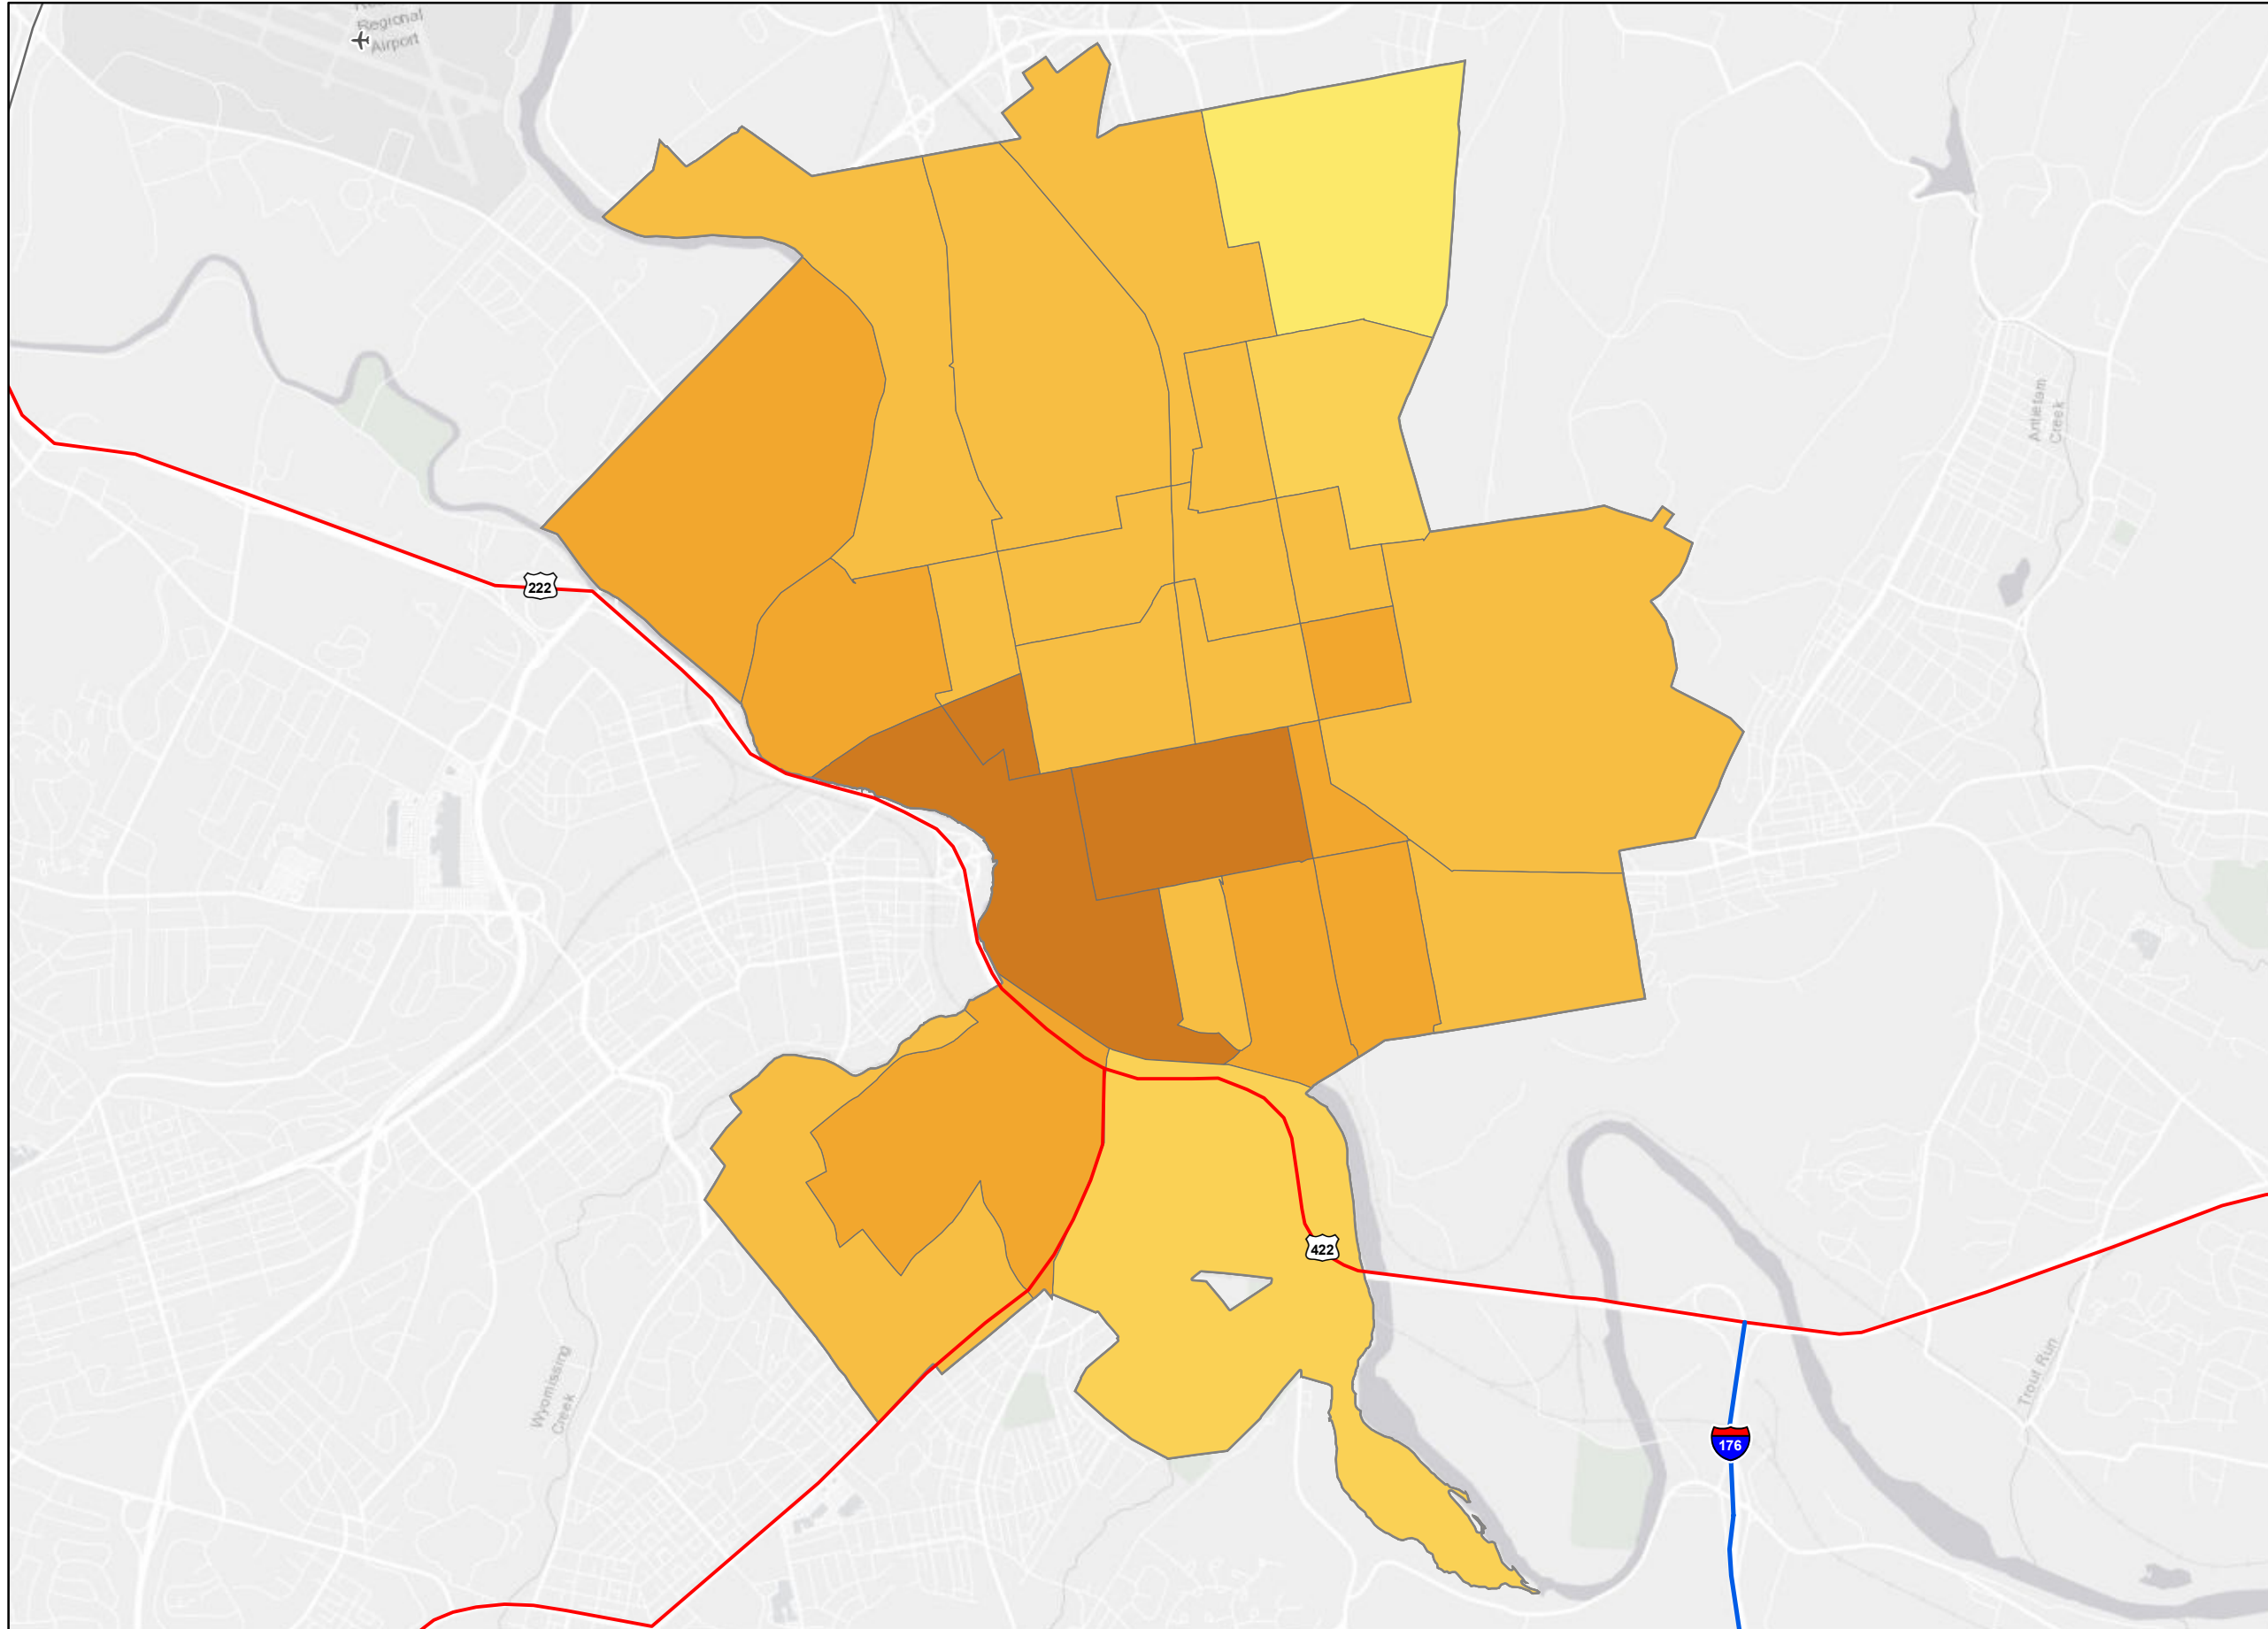 Regional
Airport
Antietam
Creek
222
422
Wyomissing
Creek
Trout Run
176